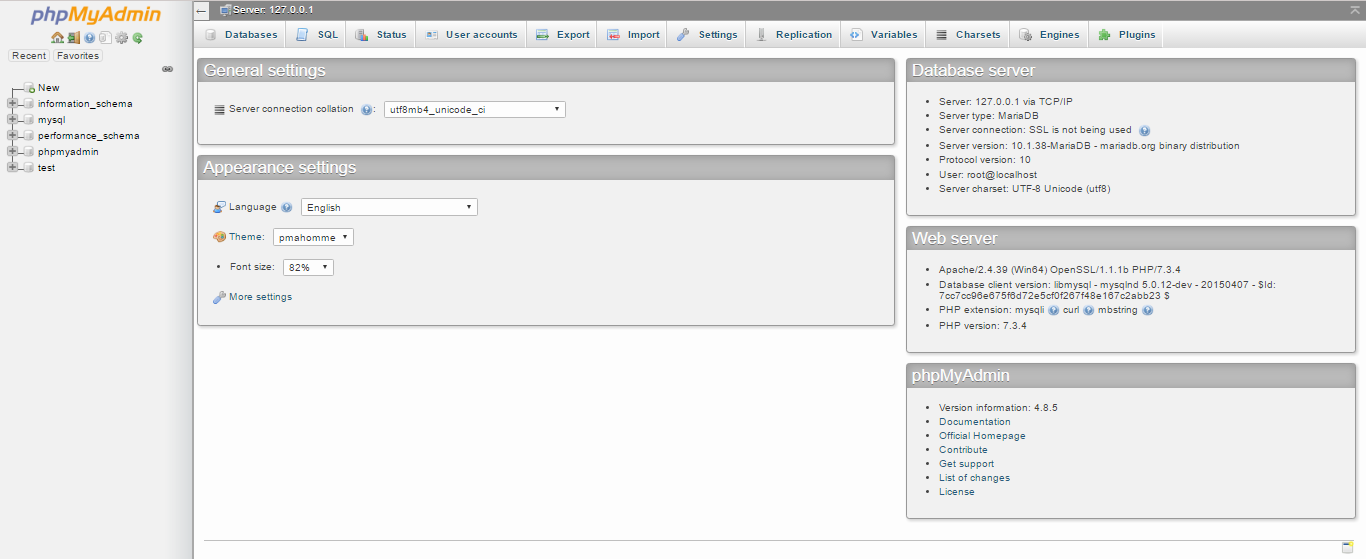 phpMyAdmin
Recent Favorites
New
information_schema
mysql
performance_schema
phpmyadmin
test
Server: 127.0.0.1
Databases SQL Status User accounts Export Import Settings Replication Variables Charsets Engines Plugins
General settings
Server connection collation : utf8mb4_unicode_ci
Appearance settings
Language English
Theme: pmahomme
Font size: 82%
More settings
Database server
Server: 127.0.0.1 via TCP/IP
Server type: MariaDB
Server connection: SSL is not being used
Server version: 10.1.38-MariaDB - mariadb.org binary distribution
Protocol version: 10
User: root@localhost
Server charset: UTF-8 Unicode (utf8)
Web server
Apache/2.4.39 (Win64) OpenSSL/1.1.1b PHP/7.3.4
Database client version: libmysql - mysqlnd 5.0.12-dev - 20150407 - $Id:
7cc7cc96e675f6d72e5cf0f267f48e167c2abb23 $
PHP extension: mysqli curl mbstring
PHP version: 7.3.4
phpMyAdmin
Version information: 4.8.5
Documentation
Official Homepage
Contribute
Get support
List of changes
License